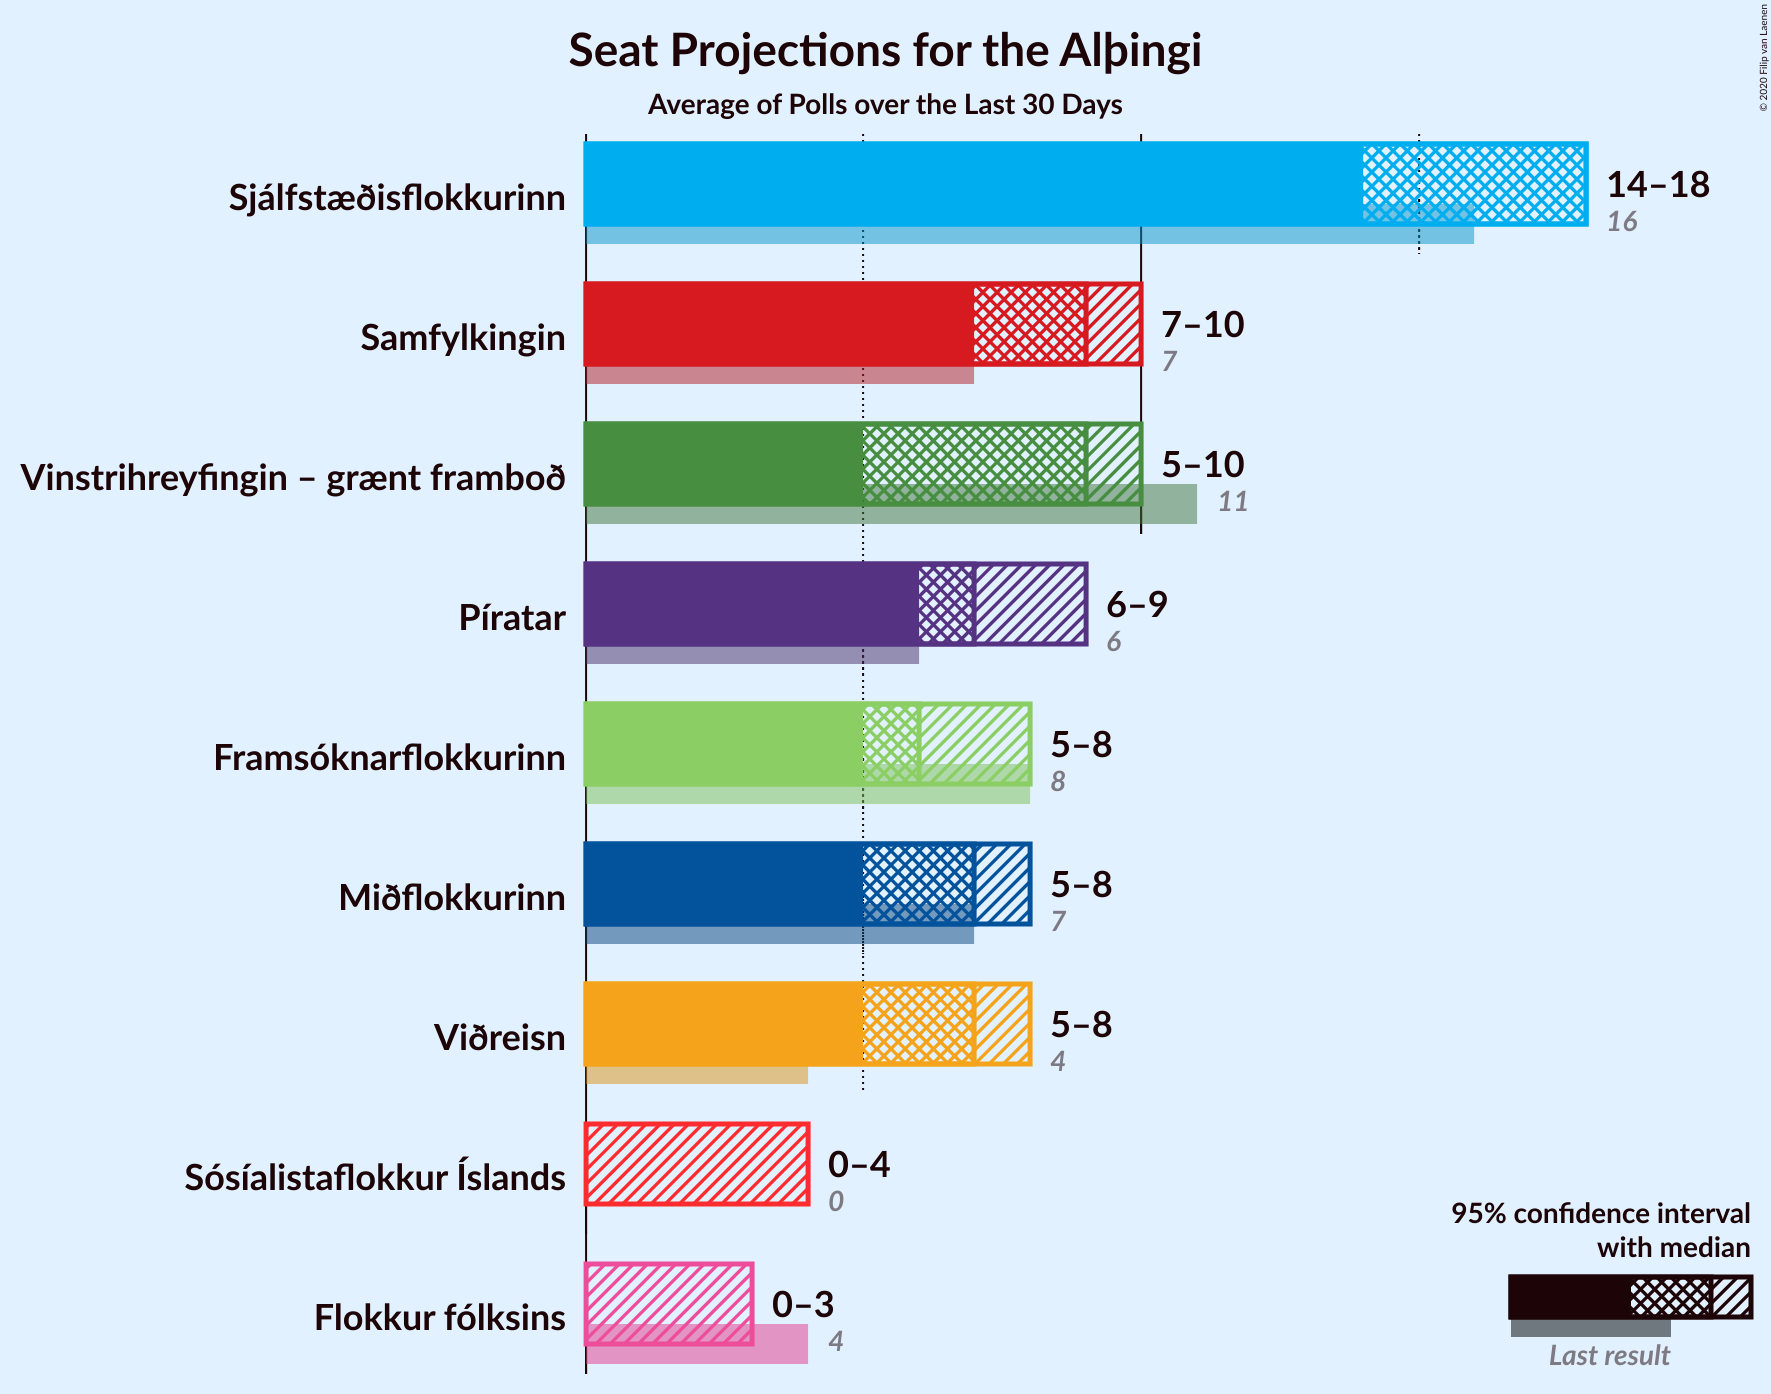 Seat Projections for the Alþingi
Average of Polls over the Last 30 Days
© 2020 Filip van Laenen
Sjálfstæðisflokkurinn
14–18
16
Samfylkingin
7–10
7
Vinstrihreyfingin – grænt framboð
5–10
11
Píratar
6–9
6
Framsóknarflokkurinn
5–8
8
Miðflokkurinn
5–8
7
Viðreisn
5–8
4
Sósíalistaflokkur Íslands
0–4
0
Flokkur fólksins
0–3
4
95% confidence interval
with median
Last result